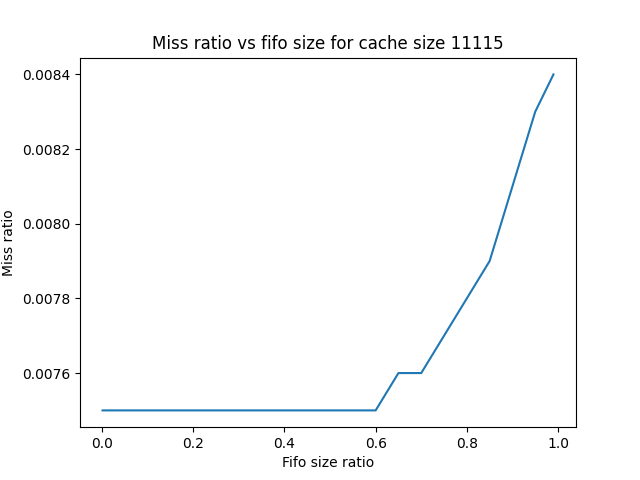 Miss ratio vs fifo size for cache size 11115
0.0084
0.0082
0.0080
0.0078
0.0076
Miss ratio
0.0 0.2 0.4 0.6 0.8 1.0
Fifo size ratio